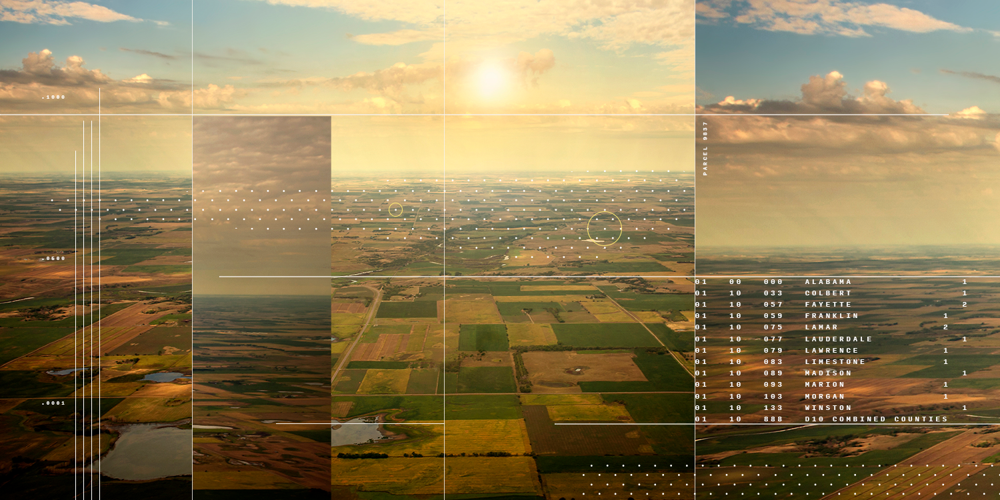 .1000
PARCEL 9837
.0500
01 00 000 ALABAMA 1
01 10 033 COLBERT 1
01 10 057 FAYETTE 2
01 10 059 FRANKLIN 1
01 10 075 LAMAR 2
01 10 077 LAUDERDALE 1
01 10 079 LAWRENCE 1
01 10 083 LIMESTONE 1
01 10 089 MADISON 1
01 10 093 MARION 1
01 10 103 MORGAN 1
01 10 133 WINSTON 1
01 10 888 D10 COMBINED COUNTIES
.0001